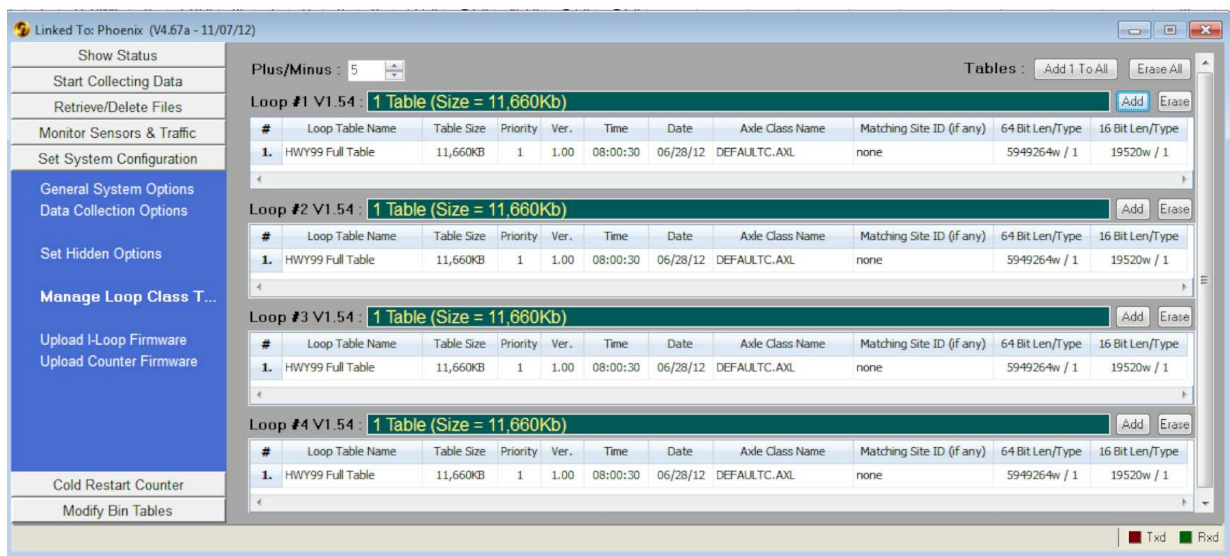 Linked To: Phoenix (V4.67a - 11/07/12)
Show Status
Start Collecting Data
Retrieve/Delete Files
Monitor Sensors & Traffic
Set System Configuration
General System Options
Data Collection Options
Set Hidden Options
Manage Loop Class T...
Upload I-Loop Firmware
Upload Counter Firmware
Cold Restart Counter
Modify Bin Tables
Plus/Minus : 5 Tables : Add 1 To All Erase All
Loop #1 V1.54 : 1 Table (Size = 11,660Kb) Add Erase
# Loop Table Name Table Size Priority Ver. Time Date Axle Class Name Matching Site ID (if any) 64 Bit Len/Type 16 Bit Len/Type
1. HWY99 Full Table 11,660KB 1 1.00 08:00:30 06/28/12 DEFAULTC.AXL none 5949264w / 1 19520w / 1
Loop #2 V1.54 : 1 Table (Size = 11,660Kb) Add Erase
# Loop Table Name Table Size Priority Ver. Time Date Axle Class Name Matching Site ID (if any) 64 Bit Len/Type 16 Bit Len/Type
1. HWY99 Full Table 11,660KB 1 1.00 08:00:30 06/28/12 DEFAULTC.AXL none 5949264w / 1 19520w / 1
Loop #3 V1.54 : 1 Table (Size = 11,660Kb) Add Erase
# Loop Table Name Table Size Priority Ver. Time Date Axle Class Name Matching Site ID (if any) 64 Bit Len/Type 16 Bit Len/Type
1. HWY99 Full Table 11,660KB 1 1.00 08:00:30 06/28/12 DEFAULTC.AXL none 5949264w / 1 19520w / 1
Loop #4 V1.54 : 1 Table (Size = 11,660Kb) Add Erase
# Loop Table Name Table Size Priority Ver. Time Date Axle Class Name Matching Site ID (if any) 64 Bit Len/Type 16 Bit Len/Type
1. HWY99 Full Table 11,660KB 1 1.00 08:00:30 06/28/12 DEFAULTC.AXL none 5949264w / 1 19520w / 1
Txd Rxd